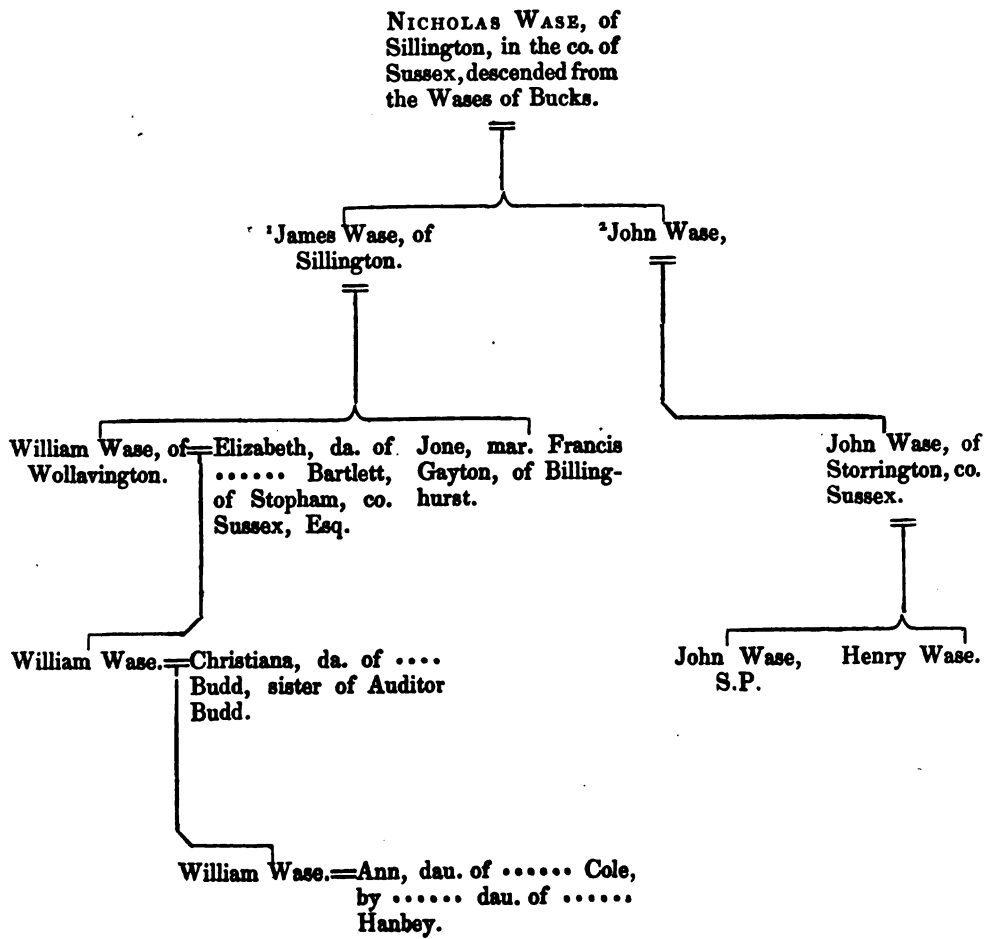 NICHOLAS WASE, of
Sillington, in the co. of
Sussex, descended from
the Wases of Bucks.
¹James Wase, of
Sillington.
²John Wase,
William Wase, of
Wollavington.
Elizabeth, da. of
...... Bartlett,
of Stopham, co.
Sussex, Esq.
Jone, mar. Francis
Gayton, of Billing-
hurst.
John Wase, of
Storrington, co.
Sussex.
William Wase.
Christiana, da. of ....
Budd, sister of Auditor
Budd.
John Wase,
S.P.
Henry Wase.
William Wase.
Ann, dau. of ...... Cole,
by ...... dau. of ......
Hanbey.